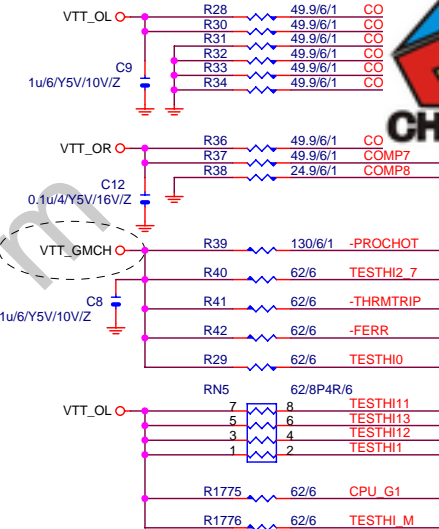 VTT_OL
R28 49.9/6/1 CO
R30 49.9/6/1 CO
R31 49.9/6/1 CO
R32 49.9/6/1 CO
R33 49.9/6/1 CO
R34 49.9/6/1 CO
C9
1u/6/Y5V/10V/Z
CH
VTT_OR
R36 49.9/6/1 CO
R37 49.9/6/1 COMP7
R38 24.9/6/1 COMP8
C12
0.1u/4/Y5V/16V/Z
m
VTT_GMCH
R39 130/6/1 -PROCHOT
R40 62/6 TESTHI2_7
C8
1u/6/Y5V/10V/Z
R41 62/6 -THRMTRIP
R42 62/6 -FERR
R29 62/6 TESTHI0
RN5 62/8P4R/6
VTT_OL
7 8 TESTHI11
5 6 TESTHI13
3 4 TESTHI12
1 2 TESTHI1
R1775 62/6 CPU_G1
R1776 62/6 TESTHI_M